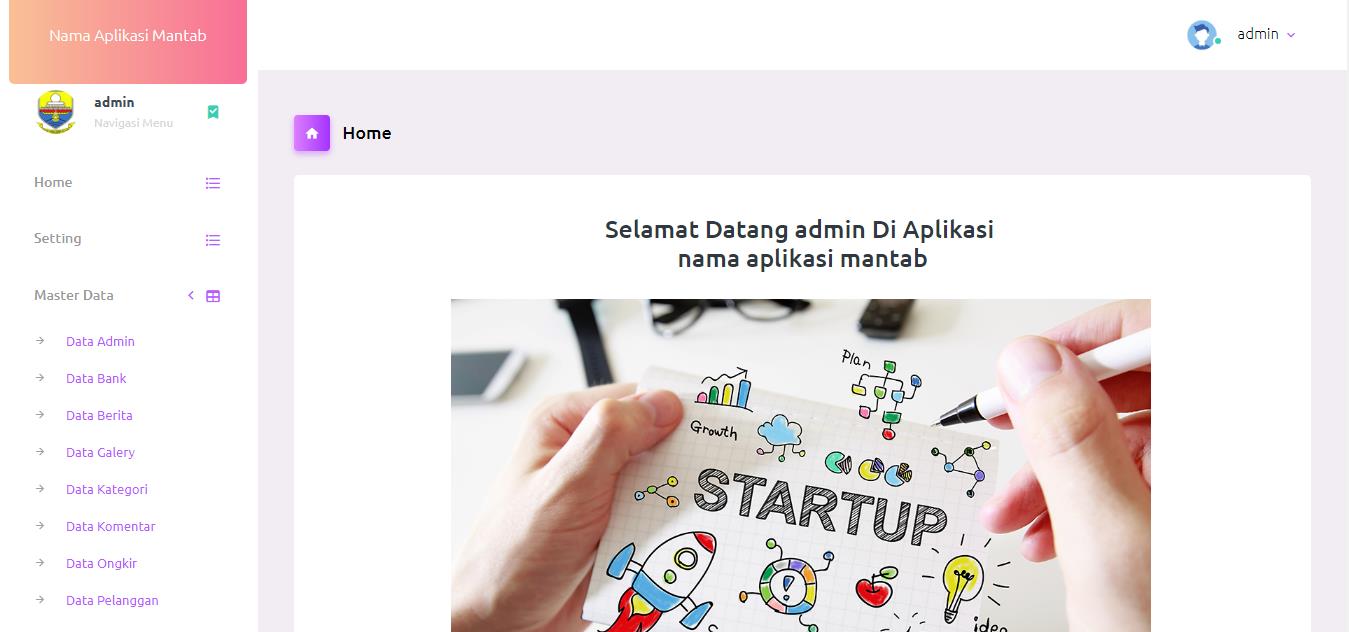 Nama Aplikasi Mantab
admin
admin
Navigasi Menu
Home
Home
Setting
Master Data
Data Admin
Data Bank
Data Berita
Data Galery
Data Kategori
Data Komentar
Data Ongkir
Data Pelanggan
Selamat Datang admin Di Aplikasi
nama aplikasi mantab
Plan
Growth
STARTUP
idea